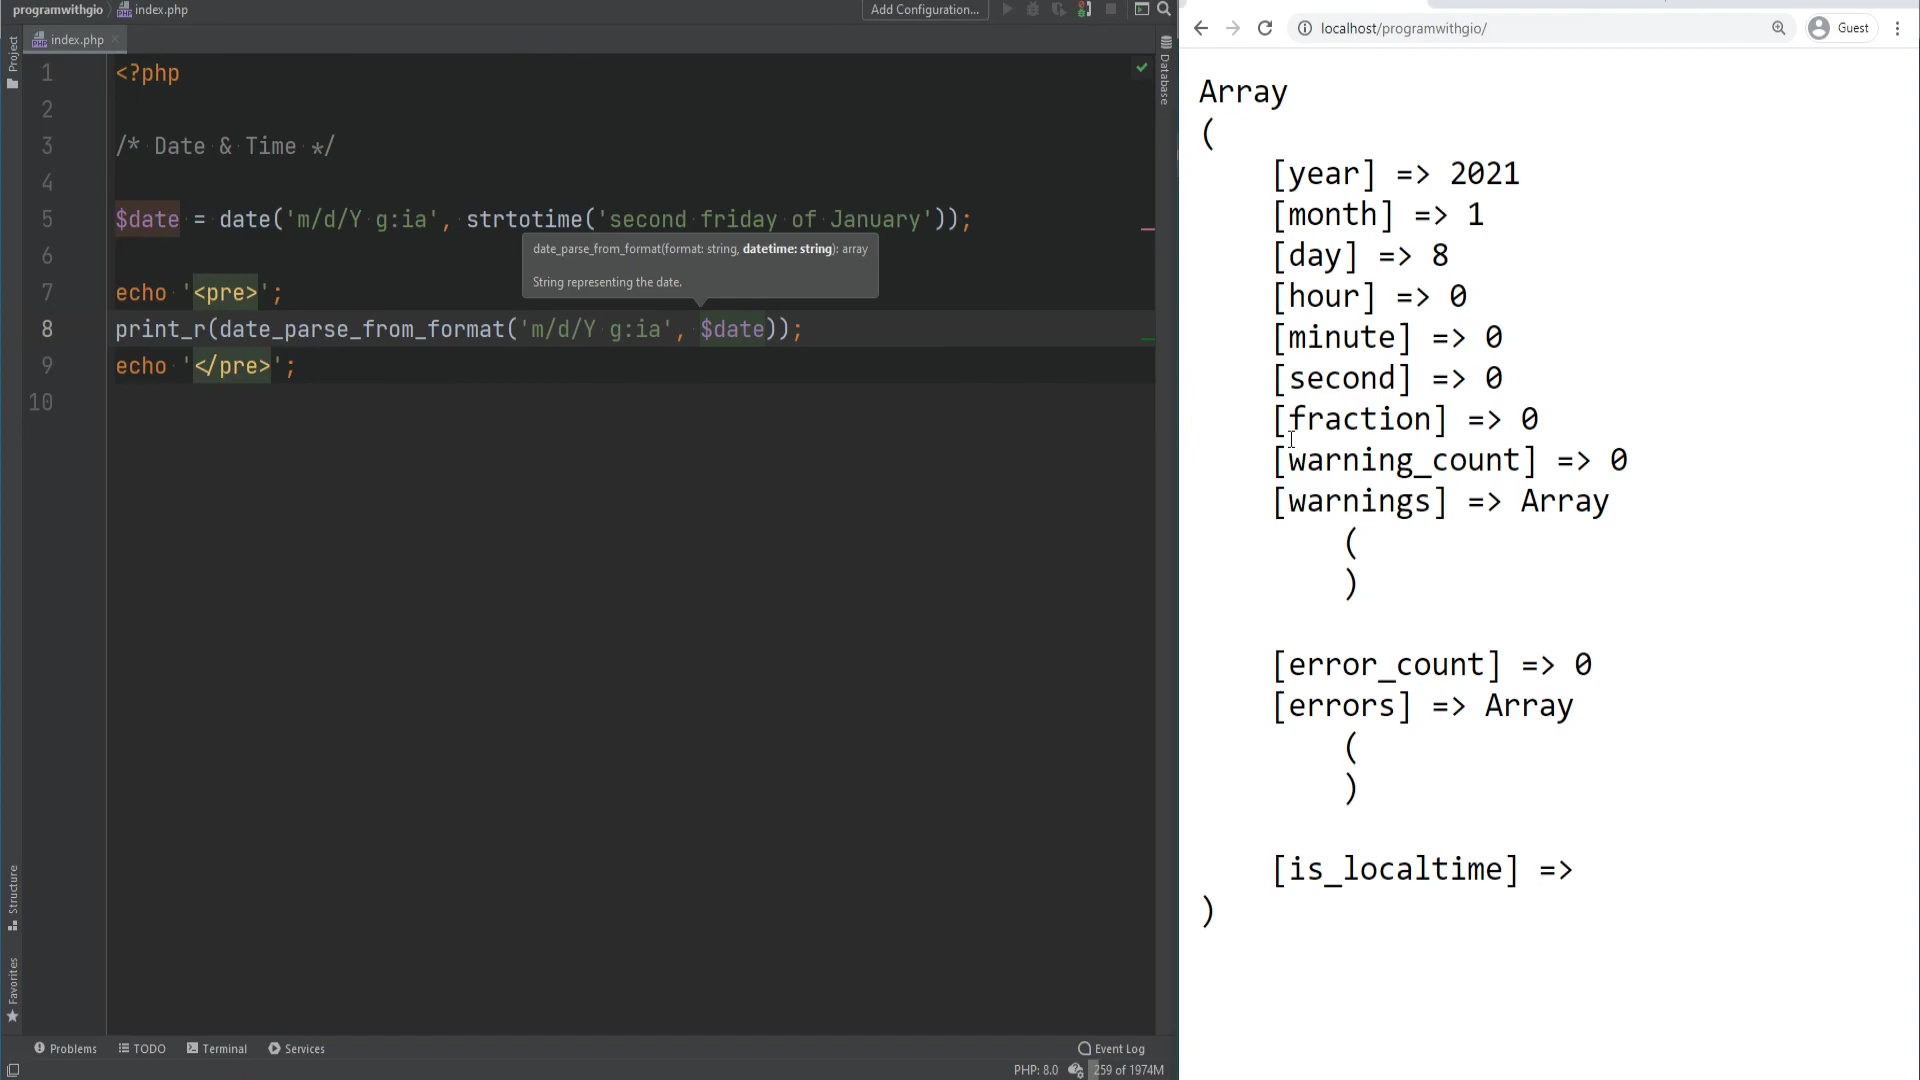 programwithgio › index.php
Add Configuration...
index.php
Project
Database
1 <?php
2
3 /* Date & Time */
4
5 $date = date('m/d/Y g:ia', strtotime('second friday of January'));
date_parse_from_format(format: string, datetime: string): array
String representing the date.
6
7 echo '<pre>';
8 print_r(date_parse_from_format('m/d/Y g:ia', $date));
9 echo '</pre>';
10
Structure
Favorites
Problems TODO Terminal Services Event Log
PHP: 8.0 259 of 1974M
localhost/programwithgio/ Guest
Array
(
[year] => 2021
[month] => 1
[day] => 8
[hour] => 0
[minute] => 0
[second] => 0
[fraction] => 0
[warning_count] => 0
[warnings] => Array
(
)
[error_count] => 0
[errors] => Array
(
)
[is_localtime] =>
)